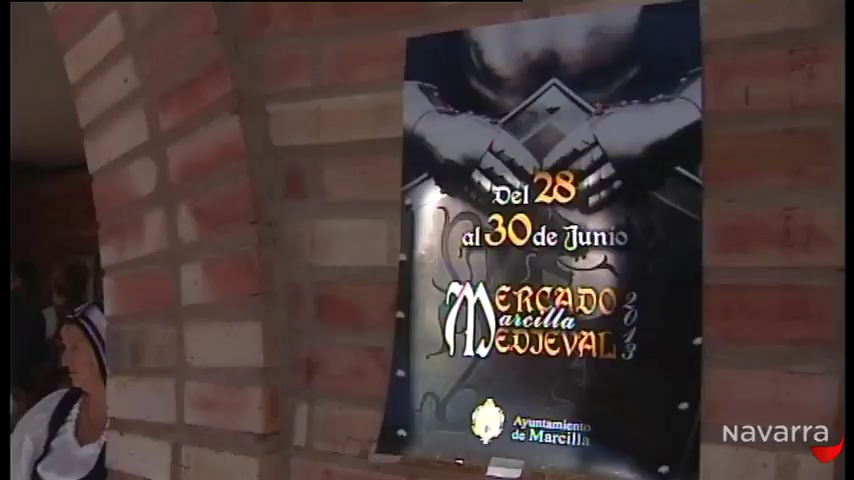 Del 28
al 30 de Junio
MERCADO
Marcilla
MEDIEVAL
2013
Ayuntamiento
de Marcilla
NAVARRA